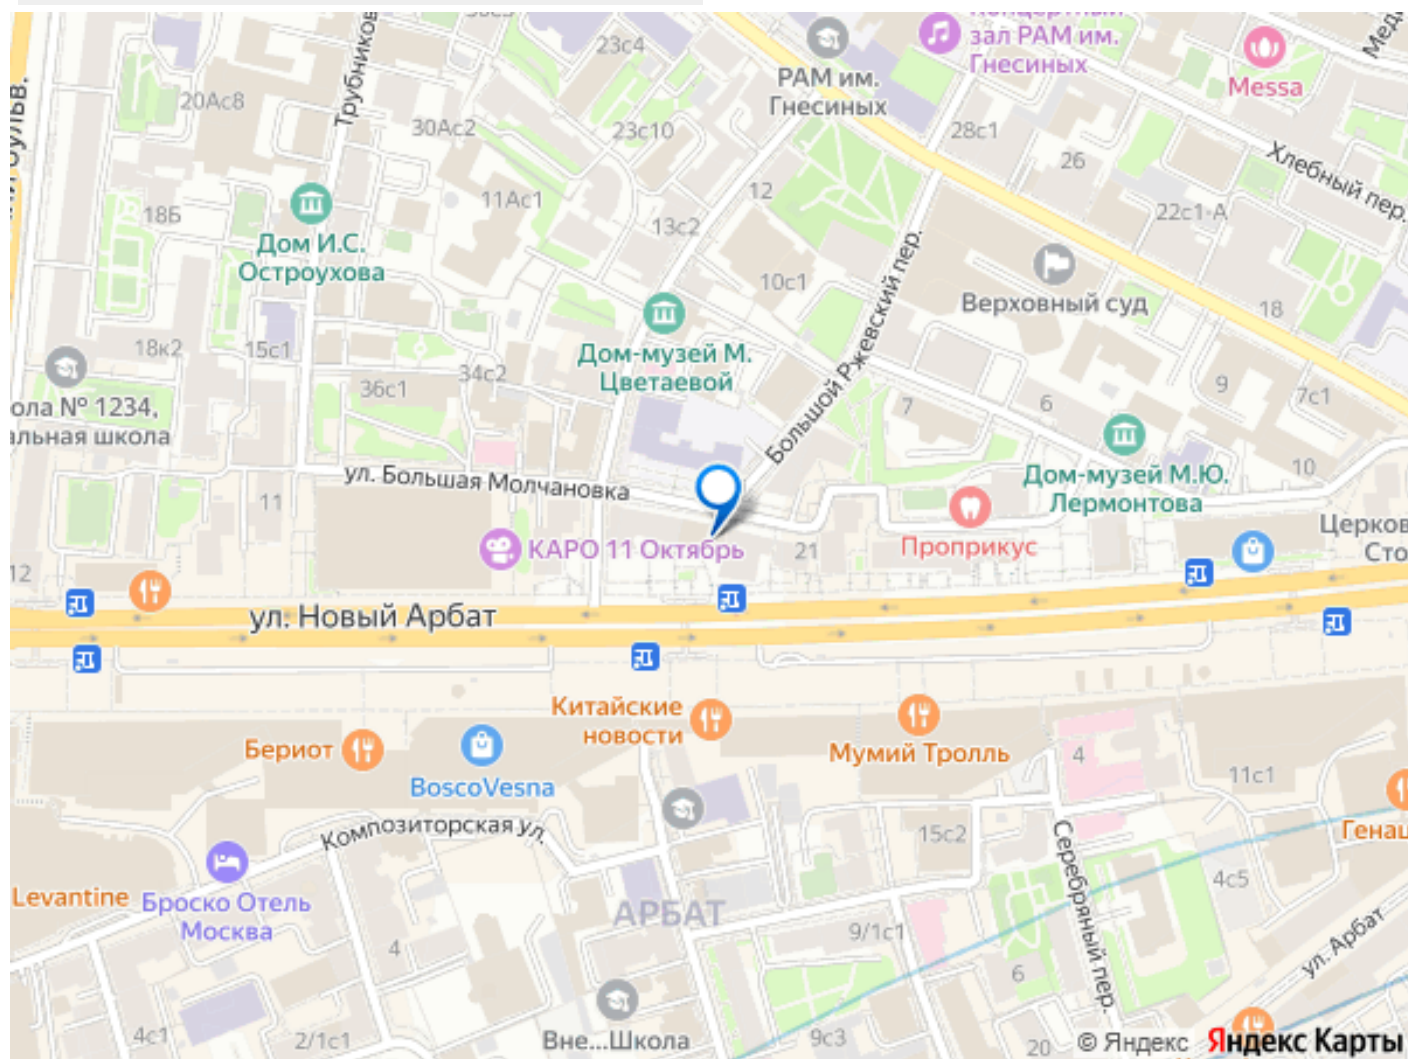 23с4
зал РАМ им.
Гнесиных
РАМ им.
Гнесиных
Messa
20Ас8
30Ас2
23с10
28с1
26
Хлебный пер.
12
11Ас1
18Б
22с1-А
13с2
Дом И.С.
Остроухова
10с1
Верховный суд
18
Большой Ржевский пер.
18к2
15с1
Дом-музей М.
Цветаевой
34с2
36с1
9
7с1
6
7
ола № 1234,
альная школа
10
ул. Большая Молчановка
Дом-музей М.Ю.
Лермонтова
11
Проприкус
КАРО 11 Октябрь
21
Церков
Сто
12
ул. Новый Арбат
Китайские
новости
Бериот
Мумий Тролль
4
BoscoVesna
11с1
Композиторская ул.
15с2
Генац
Серебряный пер.
4с5
Levantine
Броско Отель
Москва
АРБАТ
4
9/1с1
ул. Арбат
6
4с1
2/1с1
Вне...Школа
9с3
20
© Яндекс Яндекс Карты